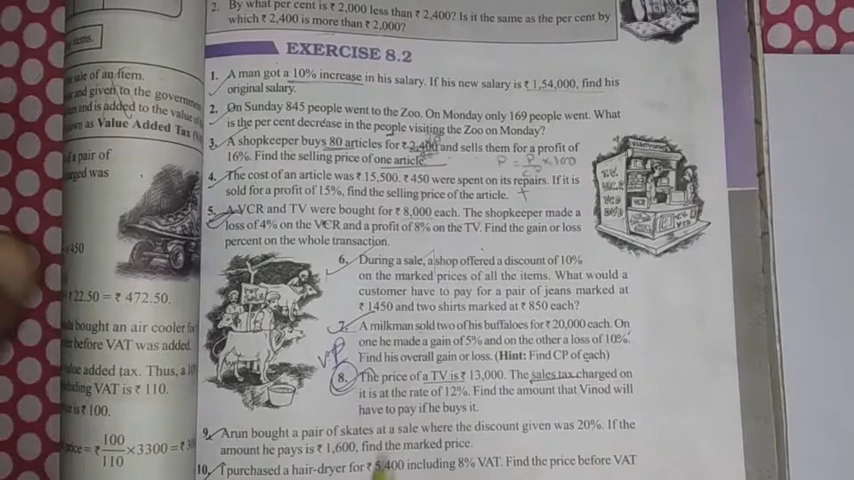 2. By what per cent is ₹ 2,000 less than ₹ 2,400? Is it the same as the per cent by
which ₹ 2,400 is more than ₹ 2,000?
EXERCISE 8.2
1. A man got a 10% increase in his salary. If his new salary is ₹ 1,54,000, find his
original salary.
2. On Sunday 845 people went to the Zoo. On Monday only 169 people went. What
is the per cent decrease in the people visiting the Zoo on Monday?
3. A shopkeeper buys 80 articles for ₹ 2,400 and sells them for a profit of
16%. Find the selling price of one article.
4. The cost of an article was ₹ 15,500. ₹ 450 were spent on its repairs. If it is
sold for a profit of 15%, find the selling price of the article.
5. A VCR and TV were bought for ₹ 8,000 each. The shopkeeper made a
loss of 4% on the VCR and a profit of 8% on the TV. Find the gain or loss
percent on the whole transaction.
6. During a sale, a shop offered a discount of 10%
on the marked prices of all the items. What would a
customer have to pay for a pair of jeans marked at
₹ 1450 and two shirts marked at ₹ 850 each?
7. A milkman sold two of his buffaloes for ₹ 20,000 each. On
one he made a gain of 5% and on the other a loss of 10%.
Find his overall gain or loss. (Hint: Find CP of each)
8. The price of a TV is ₹ 13,000. The sales tax charged on
it is at the rate of 12%. Find the amount that Vinod will
have to pay if he buys it.
9. Arun bought a pair of skates at a sale where the discount given was 20%. If the
amount he pays is ₹ 1,600, find the marked price.
10. I purchased a hair-dryer for ₹ 5,400 including 8% VAT. Find the price before VAT
items.
sale of an item.
and given to the government
and is added to the value of
known as Value Added Tax
of a pair of
was
450
₹ 22.50 = ₹ 472.50.
bought an air cooler for
before VAT was added.
value added tax. Thus, a 10
including VAT is ₹ 110.
is ₹ 100.
price = ₹ 100/110 × 3300 = ₹